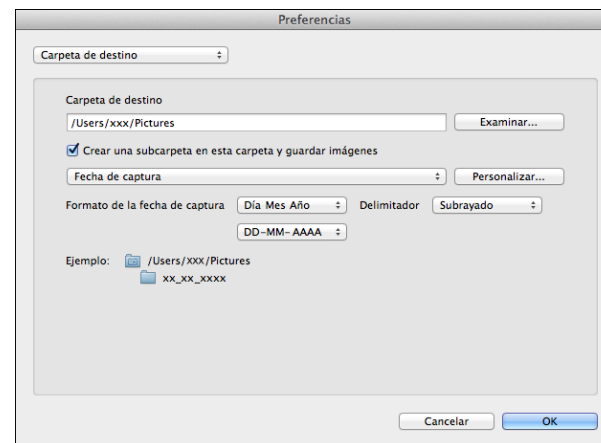 Preferencias
Carpeta de destino
Carpeta de destino
/Users/xxx/Pictures
Examinar...
Crear una subcarpeta en esta carpeta y guardar imágenes
Fecha de captura
Personalizar...
Formato de la fecha de captura
Día Mes Año
Delimitador
Subrayado
DD-MM-AAAA
Ejemplo:
/Users/XXX/Pictures
xx_xx_xxxx
Cancelar
OK